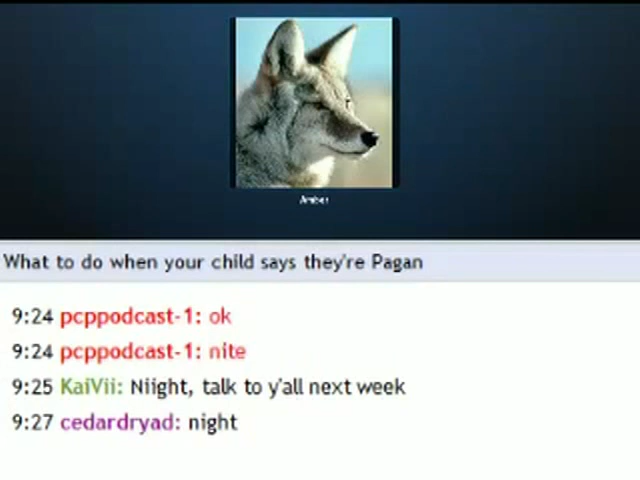 Amber
What to do when your child says they're Pagan
9:24 pcppodcast-1: ok
9:24 pcppodcast-1: nite
9:25 KaiVii: Niight, talk to y'all next week
9:27 cedardryad: night